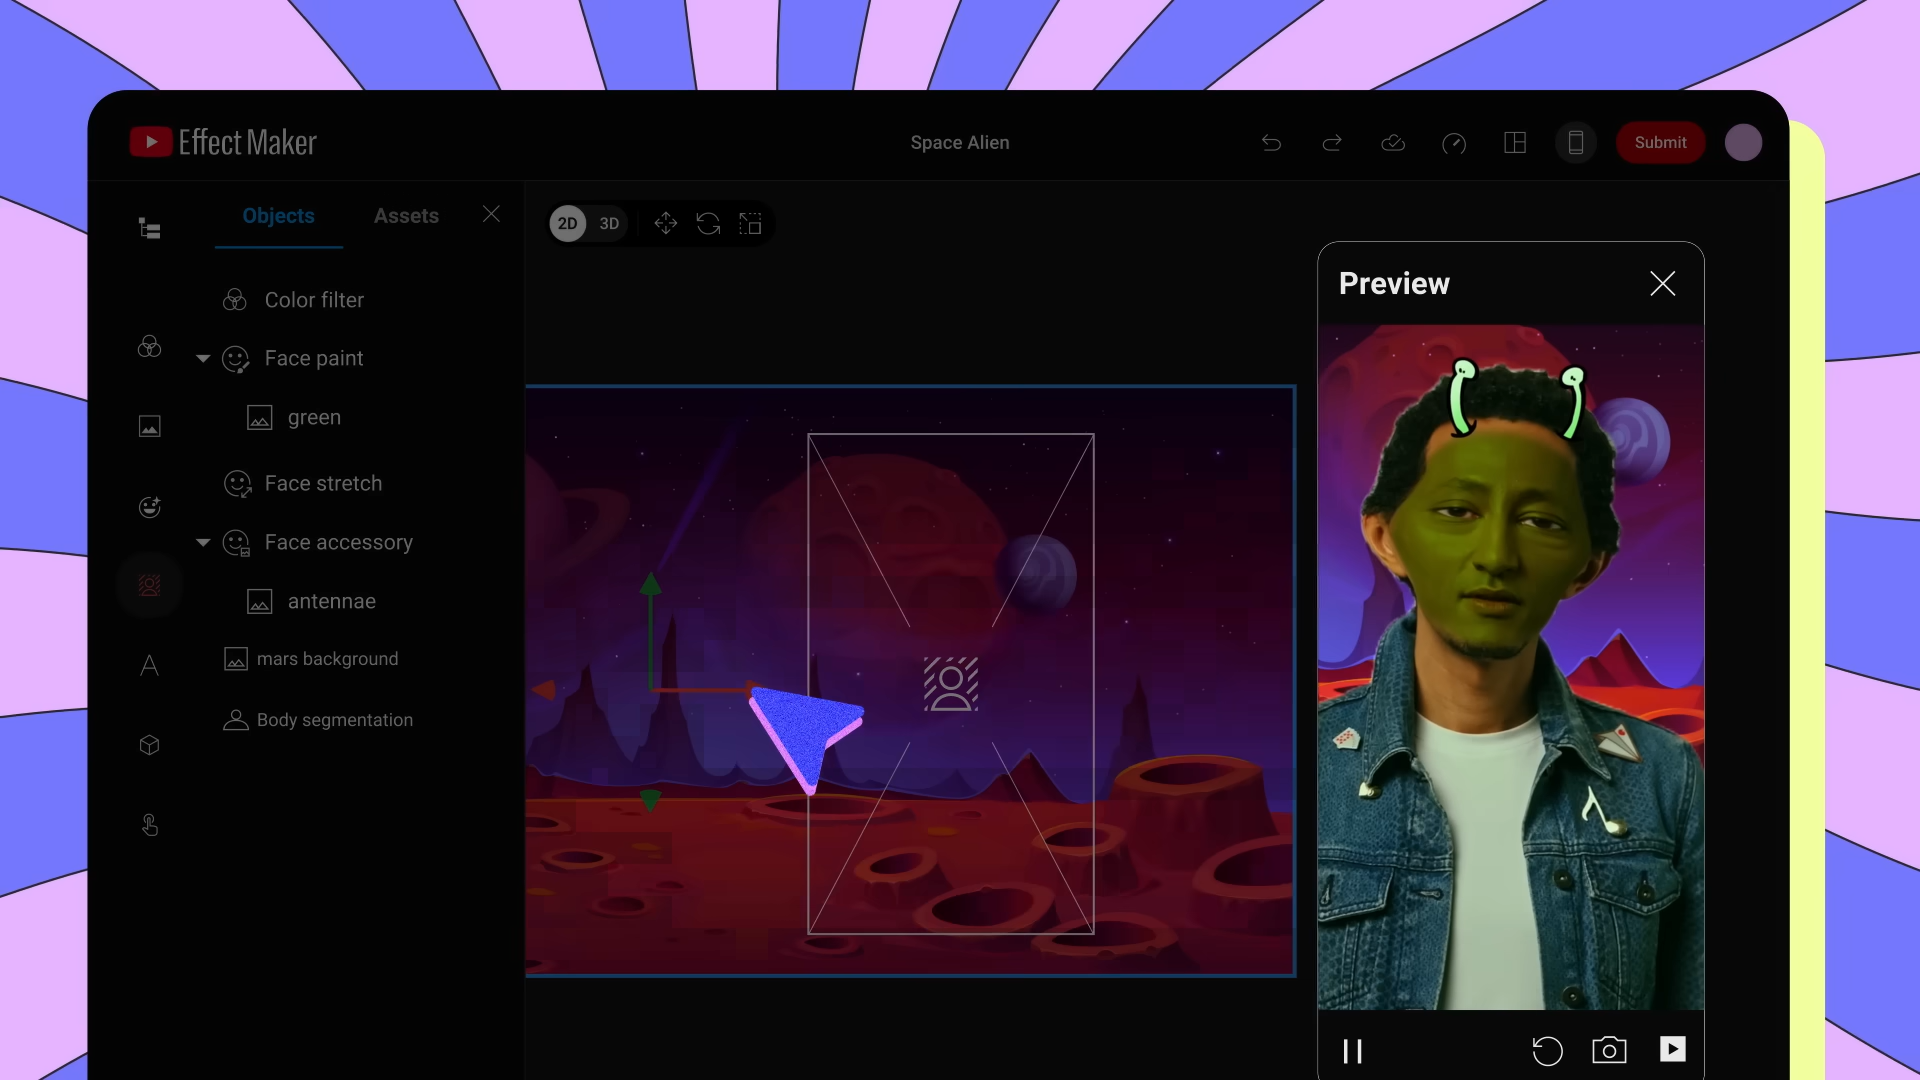 Effect Maker
Space Alien
Submit
Objects
Assets
2D
3D
Color filter
Face paint
green
Face stretch
Face accessory
antennae
mars background
Body segmentation
Preview